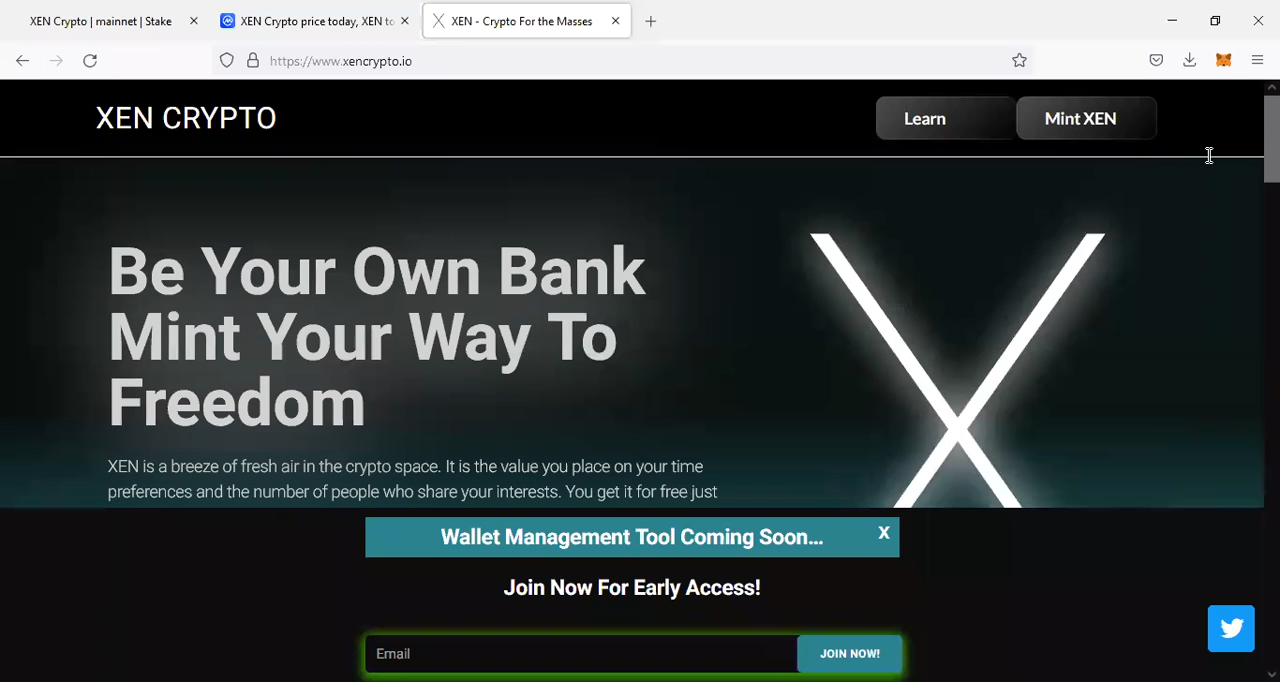 XEN Crypto | mainnet | Stake
XEN Crypto price today, XEN to
XEN - Crypto For the Masses
https://www.xencrypto.io
XEN CRYPTO
Learn
Mint XEN
Be Your Own Bank
Mint Your Way To
Freedom
XEN is a breeze of fresh air in the crypto space. It is the value you place on your time
preferences and the number of people who share your interests. You get it for free just
Wallet Management Tool Coming Soon...
X
Join Now For Early Access!
Email
JOIN NOW!